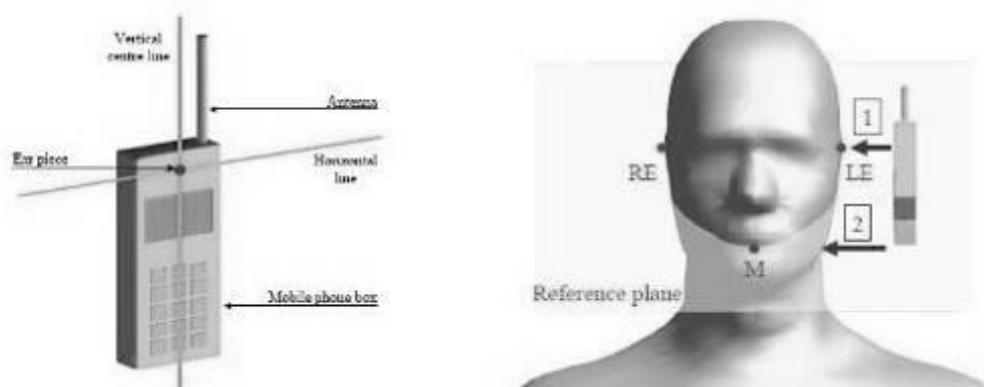 Vertical
centre line
Antenna
Ear piece
Horizontal
line
Mobile phone box
1
RE
LE
2
M
Reference plane